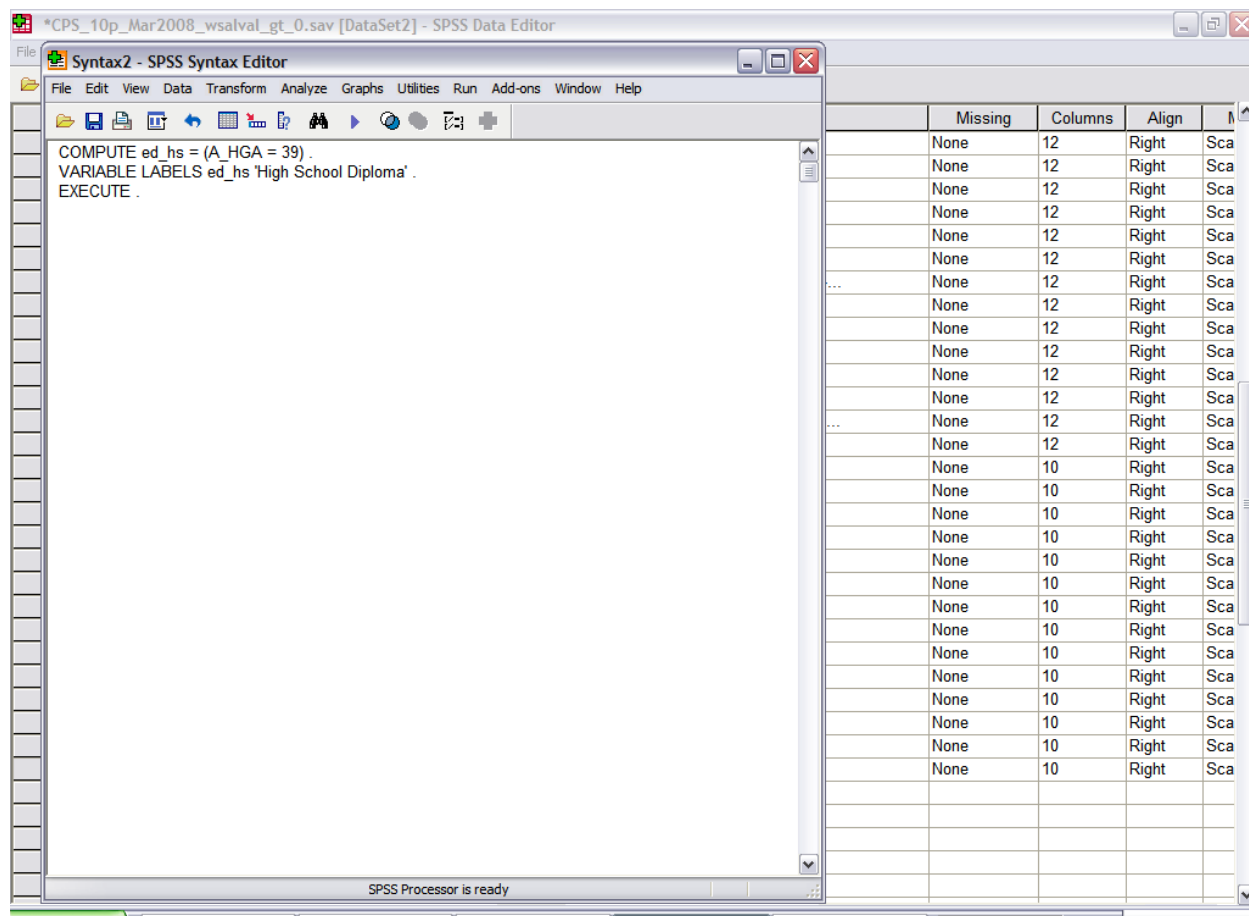 *CPS_10p_Mar2008_wsalval_gt_0.sav [DataSet2] - SPSS Data Editor
File
Syntax2 - SPSS Syntax Editor
File Edit View Data Transform Analyze Graphs Utilities Run Add-ons Window Help
COMPUTE ed_hs = (A_HGA = 39) .
VARIABLE LABELS ed_hs 'High School Diploma' .
EXECUTE .
SPSS Processor is ready
Missing Columns Align
None 12 Right Sca
None 12 Right Sca
None 12 Right Sca
None 12 Right Sca
None 12 Right Sca
None 12 Right Sca
... None 12 Right Sca
None 12 Right Sca
None 12 Right Sca
None 12 Right Sca
None 12 Right Sca
None 12 Right Sca
... None 12 Right Sca
None 12 Right Sca
None 10 Right Sca
None 10 Right Sca
None 10 Right Sca
None 10 Right Sca
None 10 Right Sca
None 10 Right Sca
None 10 Right Sca
None 10 Right Sca
None 10 Right Sca
None 10 Right Sca
None 10 Right Sca
None 10 Right Sca
None 10 Right Sca
None 10 Right Sca